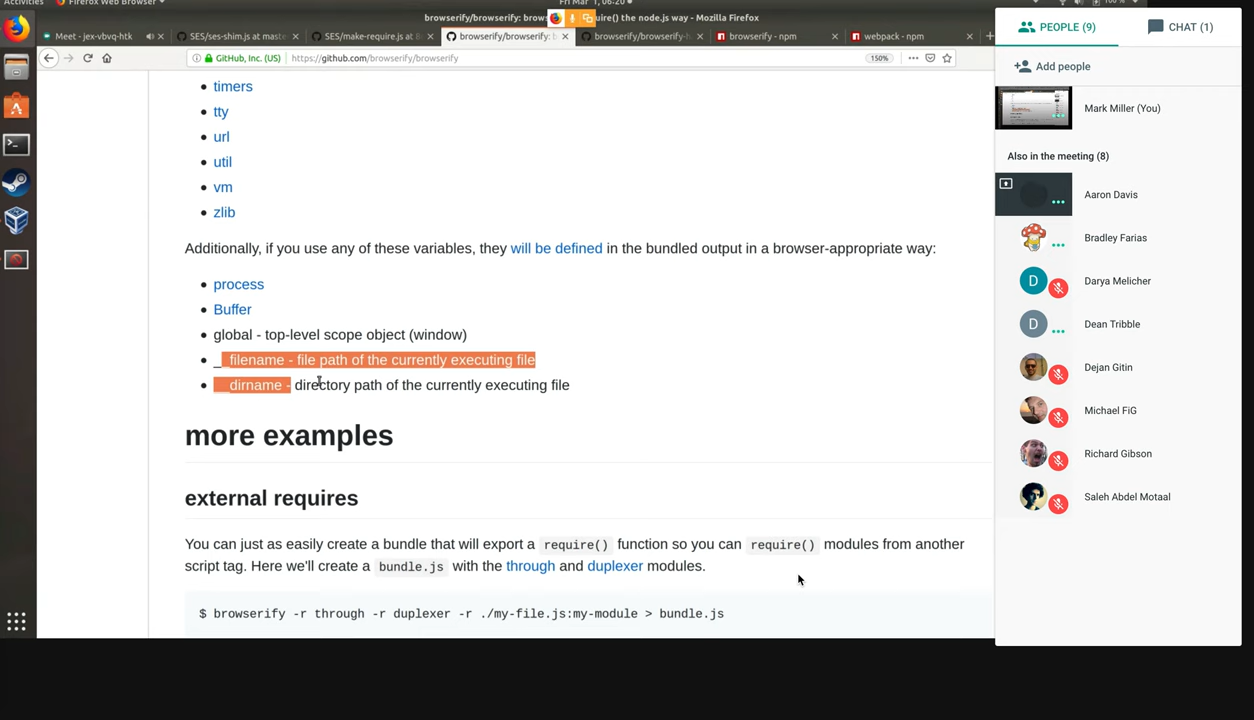 Activities
Firefox Web Browser
Fri Mar 1, 06:20
100 %
browserify/browserify: brows
uire() the node.js way - Mozilla Firefox
Meet - jex-vbvq-htk
SES/ses-shim.js at maste
SES/make-require.js at
browserify/browserify: b
browserify/browserify-h
browserify - npm
webpack - npm
GitHub, Inc. (US)
https://github.com/browserify/browserify
150%
timers
tty
url
util
vm
zlib
Additionally, if you use any of these variables, they will be defined in the bundled output in a browser-appropriate way:
process
Buffer
global - top-level scope object (window)
__filename - file path of the currently executing file
__dirname - directory path of the currently executing file
more examples
external requires
You can just as easily create a bundle that will export a require() function so you can require() modules from another
script tag. Here we'll create a bundle.js with the through and duplexer modules.
$ browserify -r through -r duplexer -r ./my-file.js:my-module > bundle.js
PEOPLE (9)
CHAT (1)
Add people
Mark Miller (You)
Also in the meeting (8)
Aaron Davis
Bradley Farias
D
Darya Melicher
D
Dean Tribble
Dejan Gitin
Michael FiG
Richard Gibson
Saleh Abdel Motaal